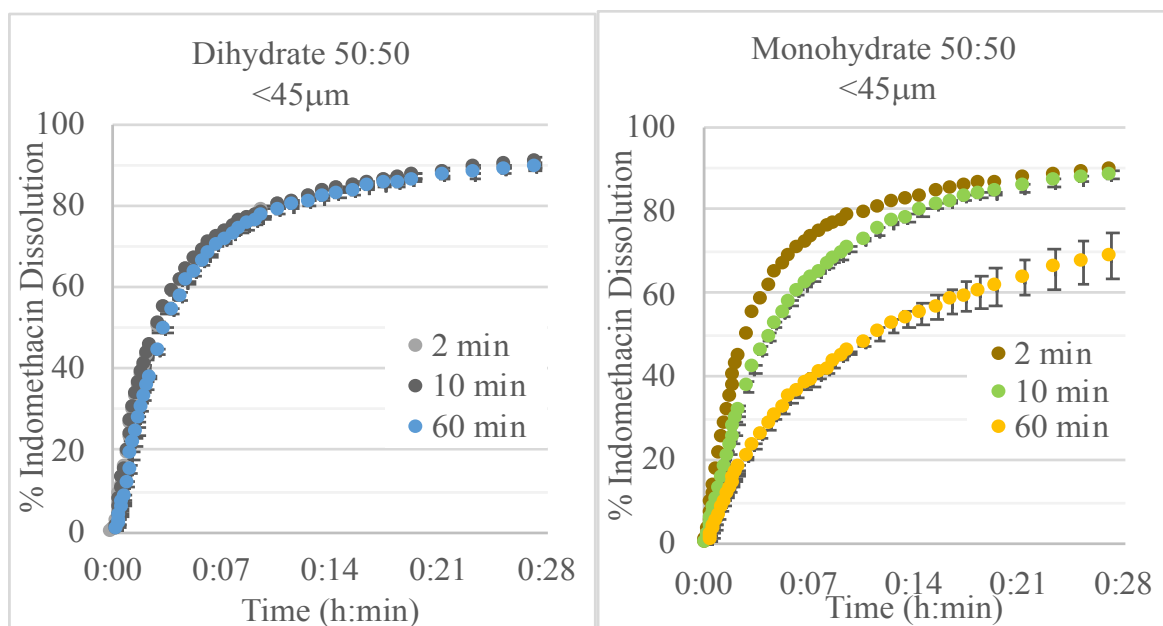 Dihydrate 50:50
<45μm
% Indomethacin Dissolution
100
80
60
40
20
0
2 min
10 min
60 min
0:00 0:07 0:14 0:21 0:28
Time (h:min)
Monohydrate 50:50
<45μm
% Indomethacin Dissolution
100
80
60
40
20
0
2 min
10 min
60 min
0:00 0:07 0:14 0:21 0:28
Time (h:min)